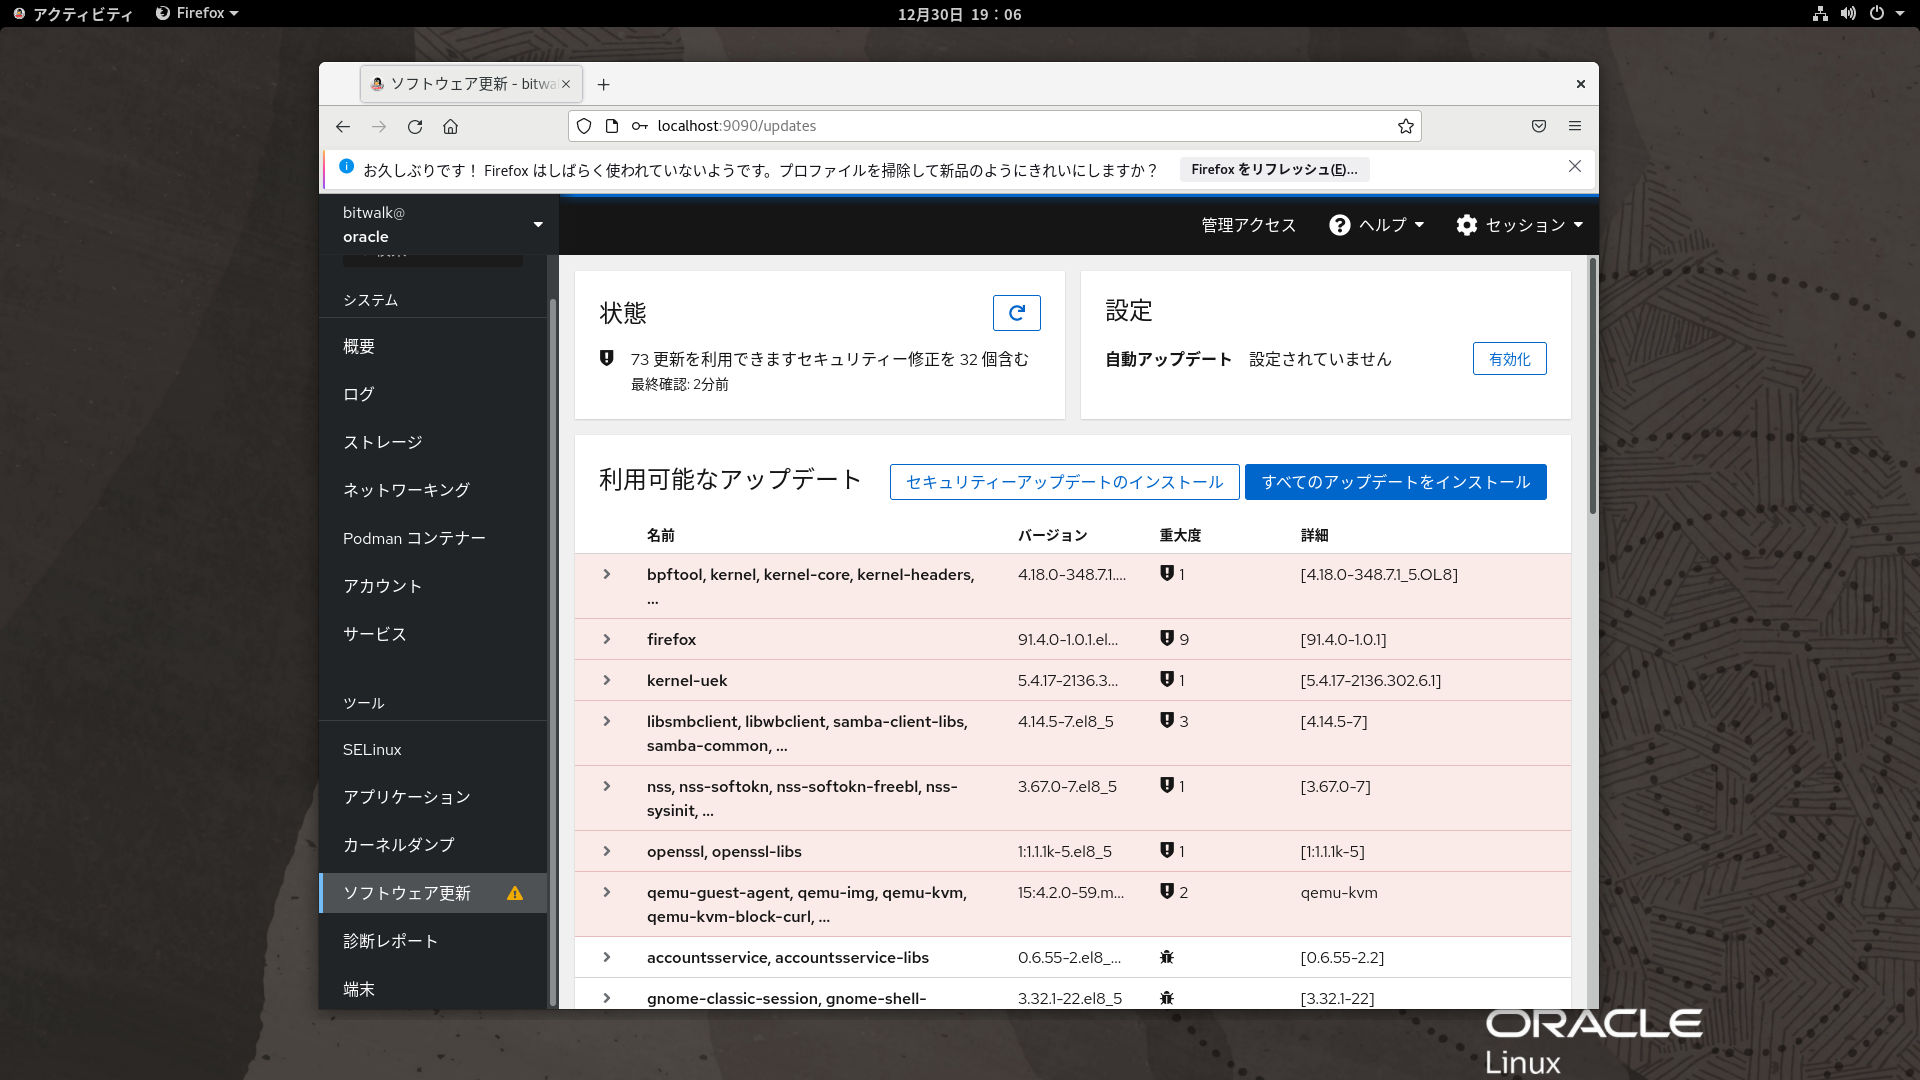 アクティビティ
Firefox
12月30日 19：06
ソフトウェア更新 - bitwa
localhost:9090/updates
お久しぶりです！ Firefox はしばらく使われていないようです。プロファイルを掃除して新品のようにきれいにしますか？
Firefox をリフレッシュ(E)...
bitwalk@
oracle
管理アクセス
ヘルプ
セッション
システム
概要
ログ
ストレージ
ネットワーキング
Podman コンテナー
アカウント
サービス
ツール
SELinux
アプリケーション
カーネルダンプ
ソフトウェア更新
診断レポート
端末
状態
73 更新を利用できますセキュリティー修正を 32 個含む
最終確認: 2分前
設定
自動アップデート 設定されていません
有効化
利用可能なアップデート
セキュリティーアップデートのインストール
すべてのアップデートをインストール
名前 バージョン 重大度 詳細
bpftool, kernel, kernel-core, kernel-headers, 4.18.0-348.7.1.... 1 [4.18.0-348.7.1_5.OL8]
...
firefox 91.4.0-1.0.1.el... 9 [91.4.0-1.0.1]
kernel-uek 5.4.17-2136.3... 1 [5.4.17-2136.302.6.1]
libsmbclient, libwbclient, samba-client-libs, 4.14.5-7.el8_5 3 [4.14.5-7]
samba-common, ...
nss, nss-softokn, nss-softokn-freebl, nss- 3.67.0-7.el8_5 1 [3.67.0-7]
sysinit, ...
openssl, openssl-libs 1:1.1.1k-5.el8_5 1 [1:1.1.1k-5]
qemu-guest-agent, qemu-img, qemu-kvm, 15:4.2.0-59.m... 2 qemu-kvm
qemu-kvm-block-curl, ...
accountsservice, accountsservice-libs 0.6.55-2.el8_... [0.6.55-2.2]
gnome-classic-session, gnome-shell- 3.32.1-22.el8_5 [3.32.1-22]
ORACLE
Linux